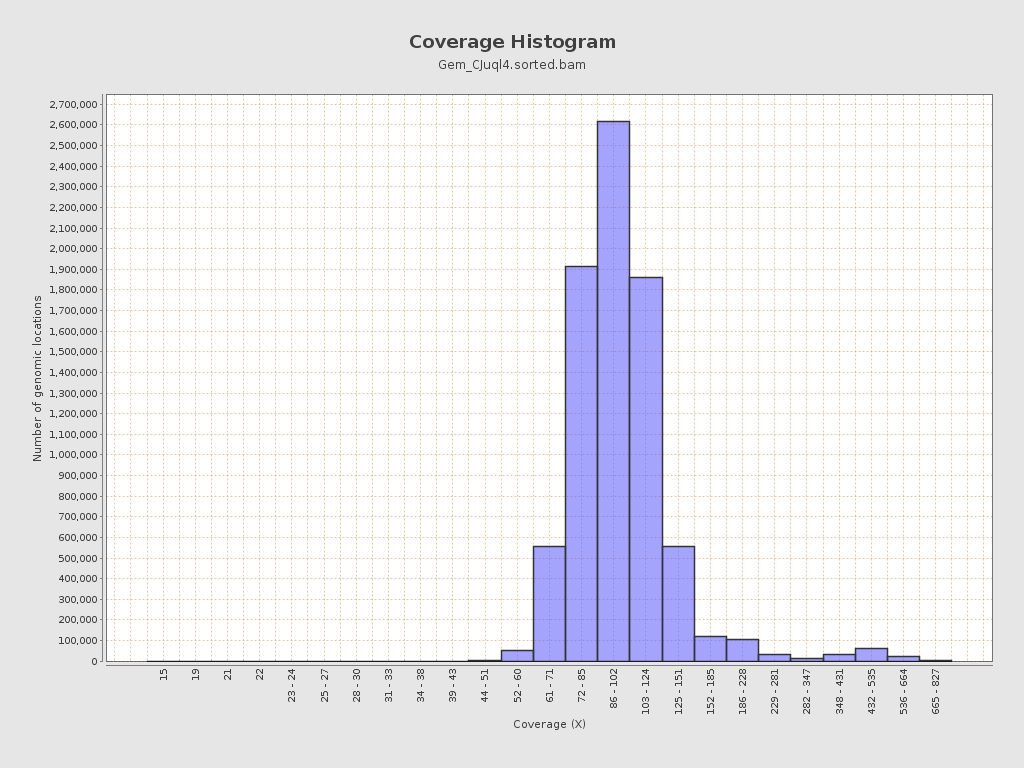 Coverage Histogram
Gem_CJuql4.sorted.bam
Number of genomic locations
2,700,000
2,600,000
2,500,000
2,400,000
2,300,000
2,200,000
2,100,000
2,000,000
1,900,000
1,800,000
1,700,000
1,600,000
1,500,000
1,400,000
1,300,000
1,200,000
1,100,000
1,000,000
900,000
800,000
700,000
600,000
500,000
400,000
300,000
200,000
100,000
0
15
19
21
22
23 - 24
25 - 27
28 - 30
31 - 33
34 - 38
39 - 43
44 - 51
52 - 60
61 - 71
72 - 85
86 - 102
103 - 124
125 - 151
152 - 185
186 - 228
229 - 281
282 - 347
348 - 431
432 - 535
536 - 664
665 - 827
Coverage (X)